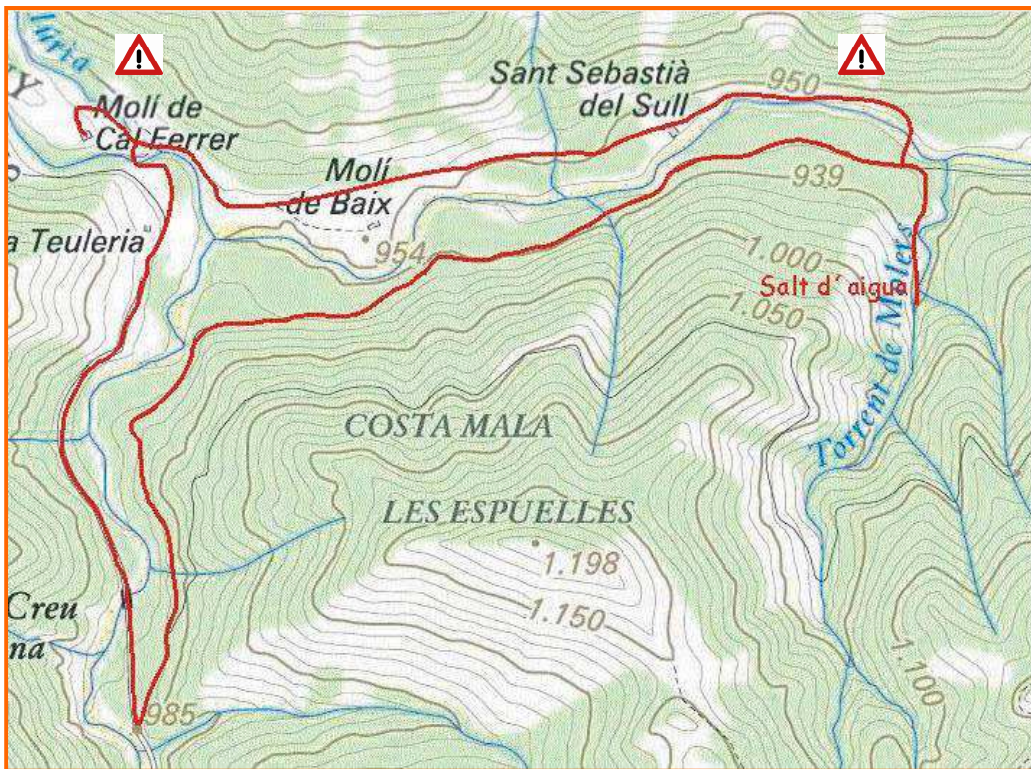 Molí de
Cal Ferrer
Sant Sebastià
del Sull
950
Molí
de Baix
954
939
a Teuleria
1.000
Salt d'aigua
1.050
Torrent de Molers
COSTA MALA
LES ESPUELLES
1.198
1.150
Creu
na
985
1.100